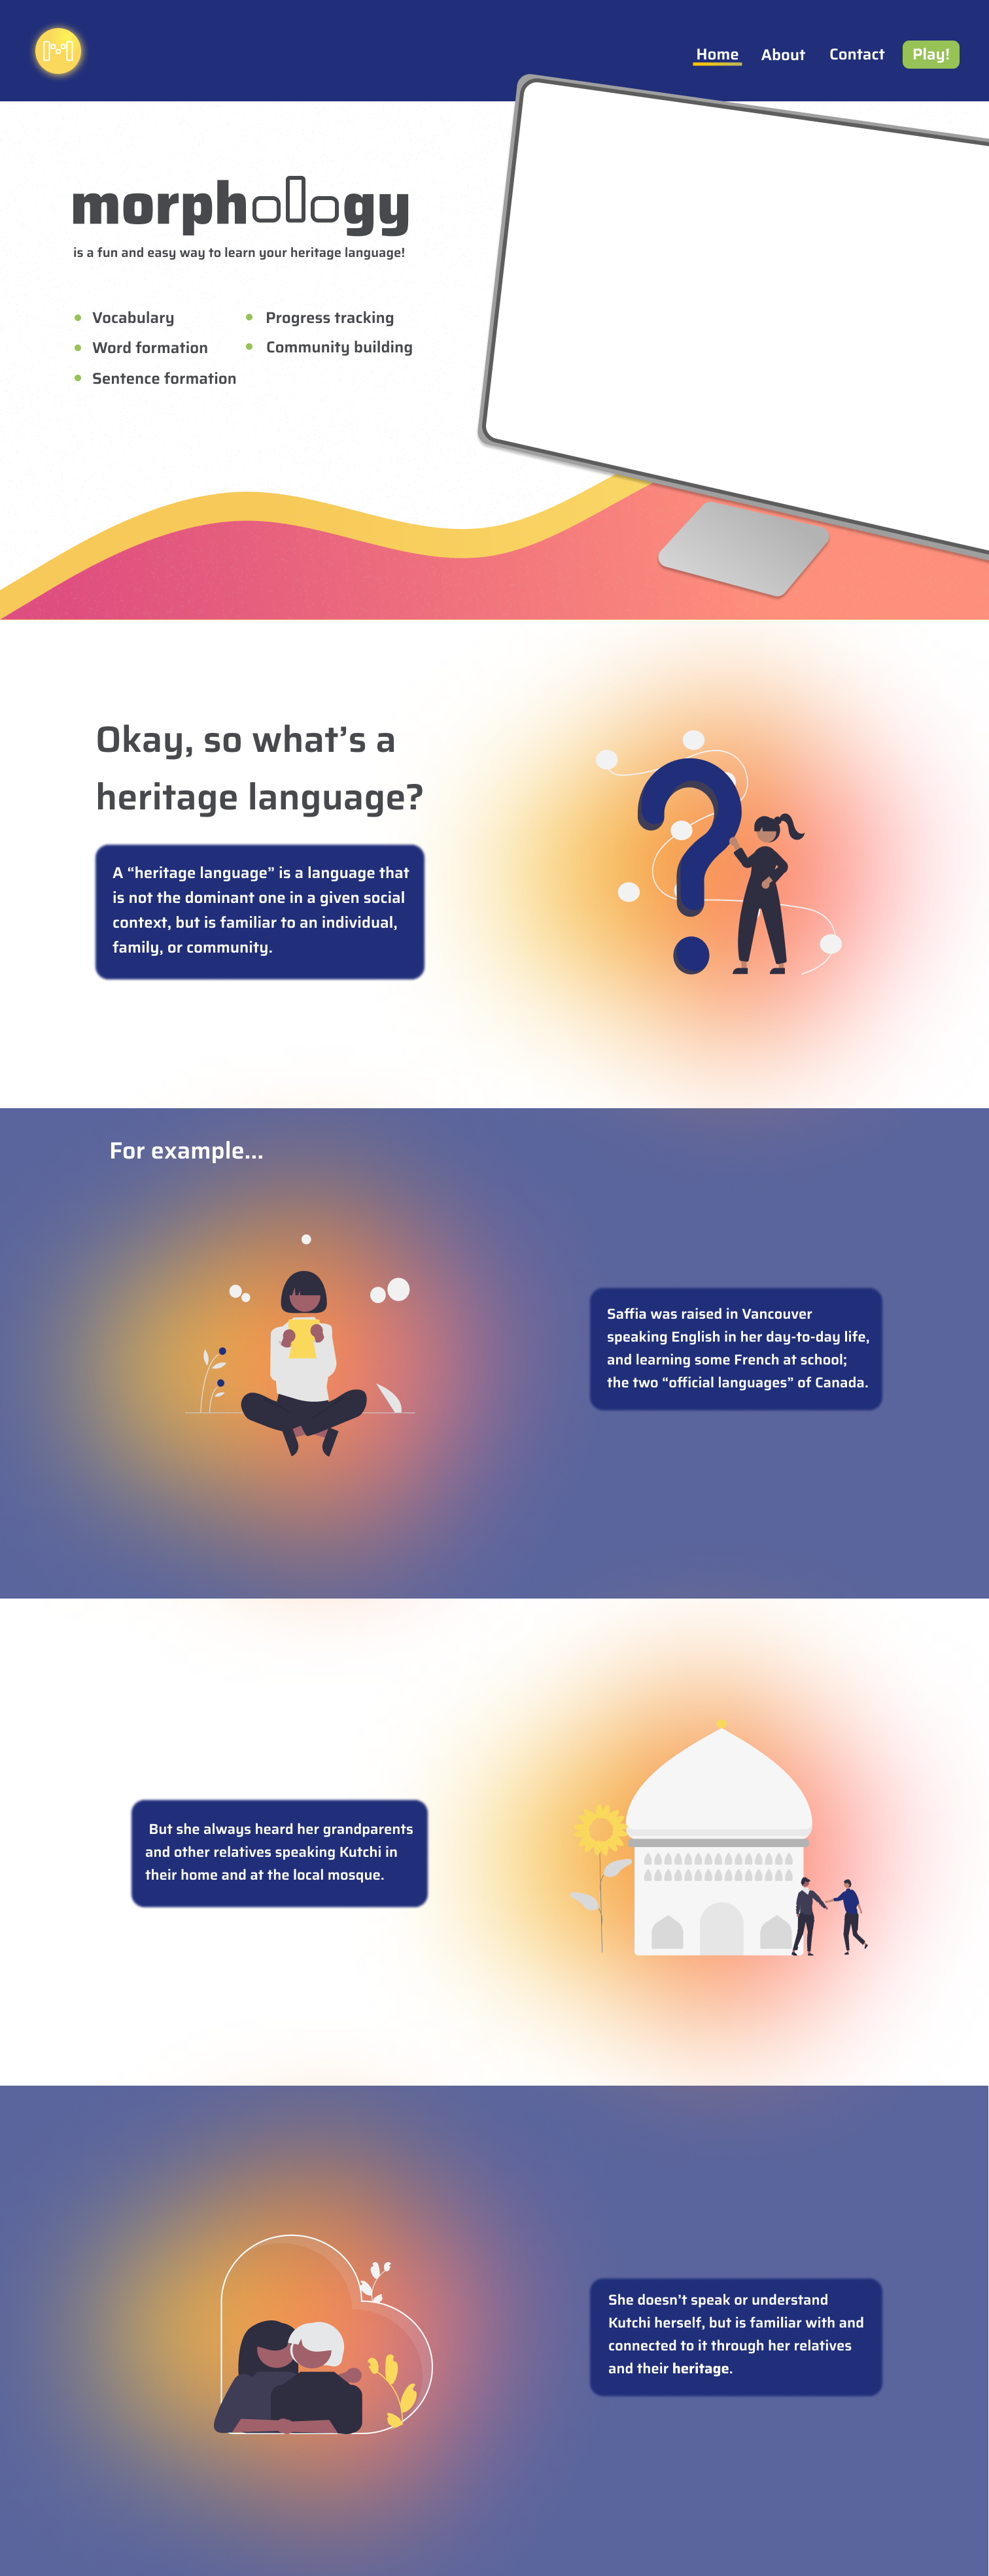 Home About Contact Play!
morphology
is a fun and easy way to learn your heritage language!
Vocabulary
Word formation
Sentence formation
Progress tracking
Community building
Okay, so what’s a
heritage language?
A “heritage language” is a language that
is not the dominant one in a given social
context, but is familiar to an individual,
family, or community.
For example...
Saffia was raised in Vancouver
speaking English in her day-to-day life,
and learning some French at school;
the two “official languages” of Canada.
But she always heard her grandparents
and other relatives speaking Kutchi in
their home and at the local mosque.
She doesn’t speak or understand
Kutchi herself, but is familiar with and
connected to it through her relatives
and their heritage.